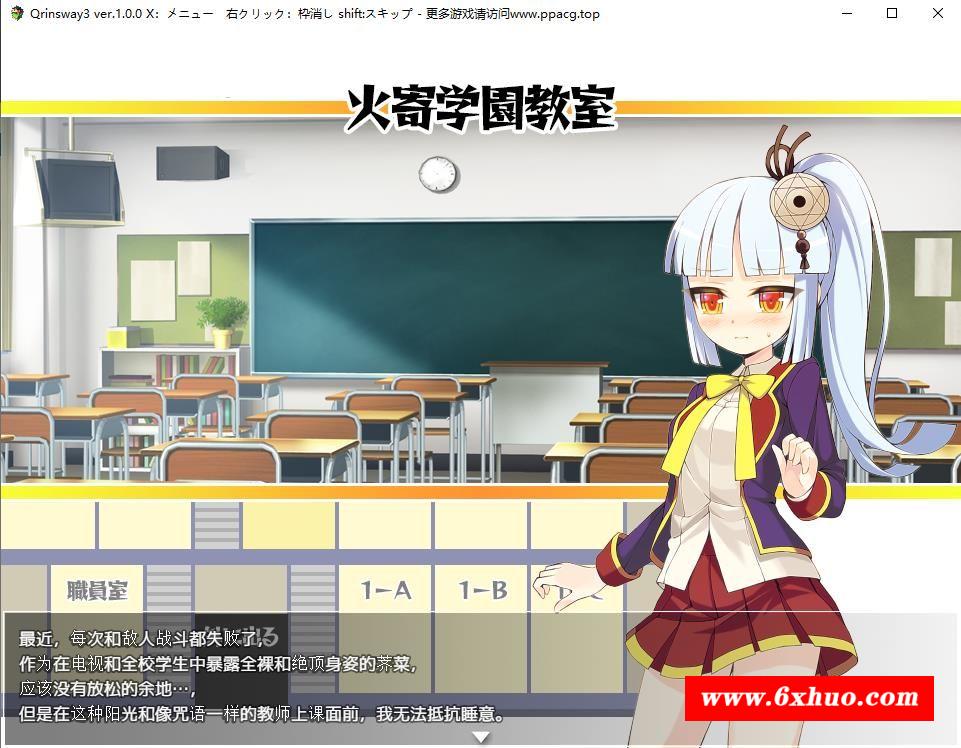 Qrinsway3 ver.1.0.0 X：メニュー　右クリック：枠消し shift:スキップ - 更多游戏请访问www.ppacg.top
火寄学園教室
職員室
1-A
1-B
最近，每次和敌人战斗都失败了，
作为在电视和全校学生中暴露全裸和绝顶身姿的荠菜，
应该没有放松的余地…，
但是在这种阳光和像咒语一样的教师上课面前，我无法抵抗睡意。
www.6xhuo.com